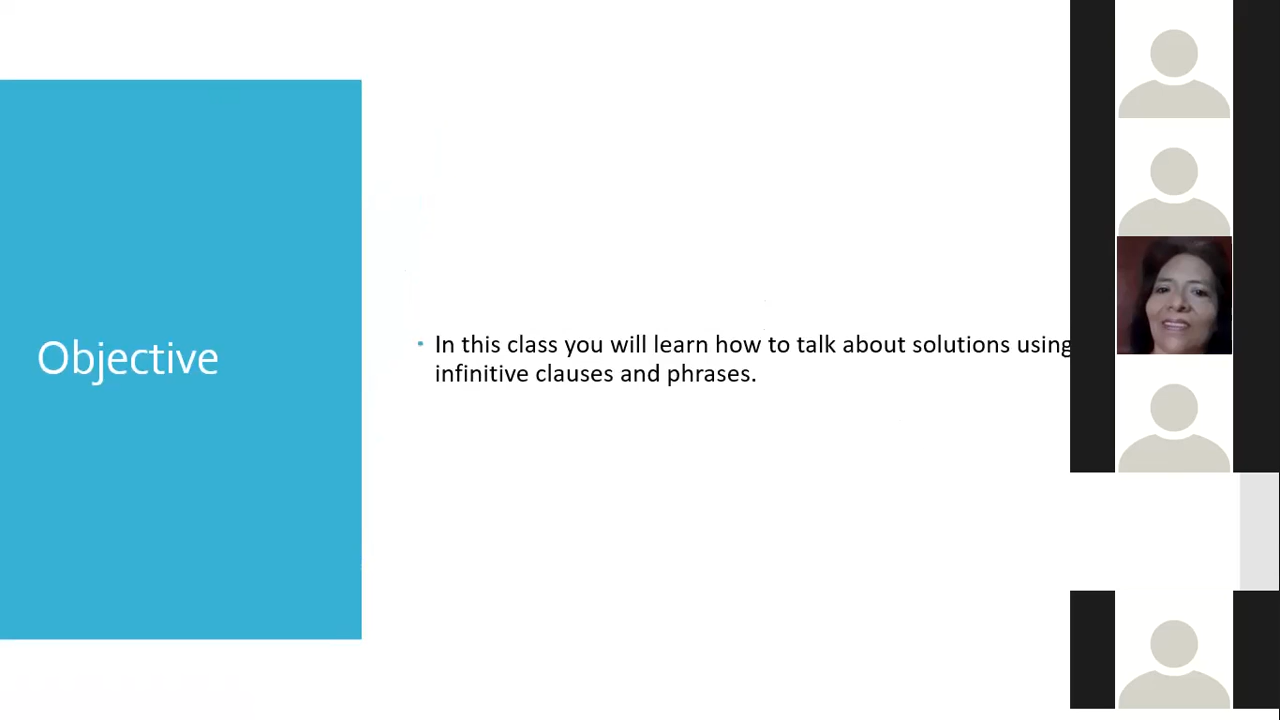 Objective
• In this class you will learn how to talk about solutions using
infinitive clauses and phrases.